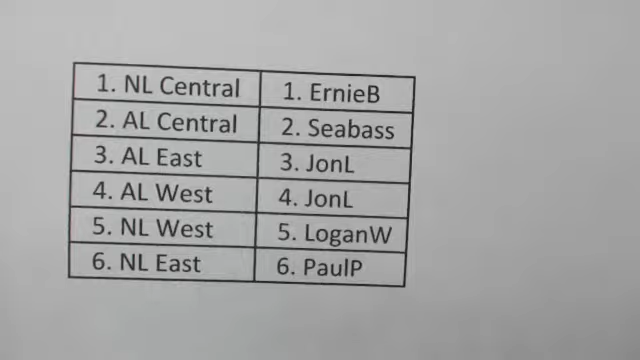 1. NL Central 1. ErnieB
2. AL Central 2. Seabass
3. AL East 3. JonL
4. AL West 4. JonL
5. NL West 5. LoganW
6. NL East 6. PaulP